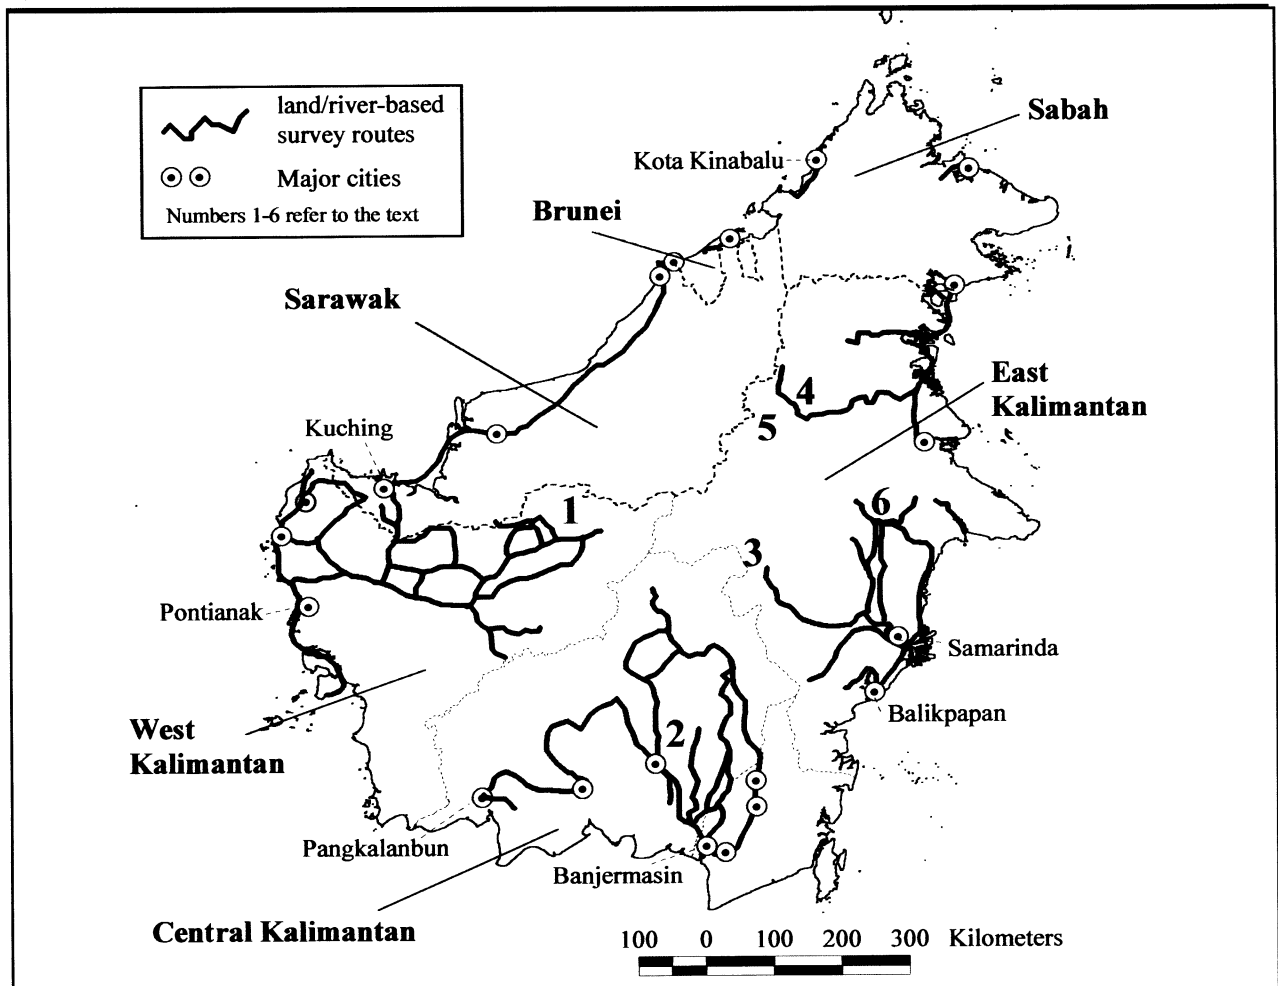 land/river-based
survey routes
Major cities
Numbers 1-6 refer to the text
Sabah
Kota Kinabalu
Brunei
Sarawak
East
Kalimantan
4
5
Kuching
1
6
3
Pontianak
Samarinda
Balikpapan
West
Kalimantan
2
Pangkalanbun
Banjermasin
Central Kalimantan
100 0 100 200 300 Kilometers